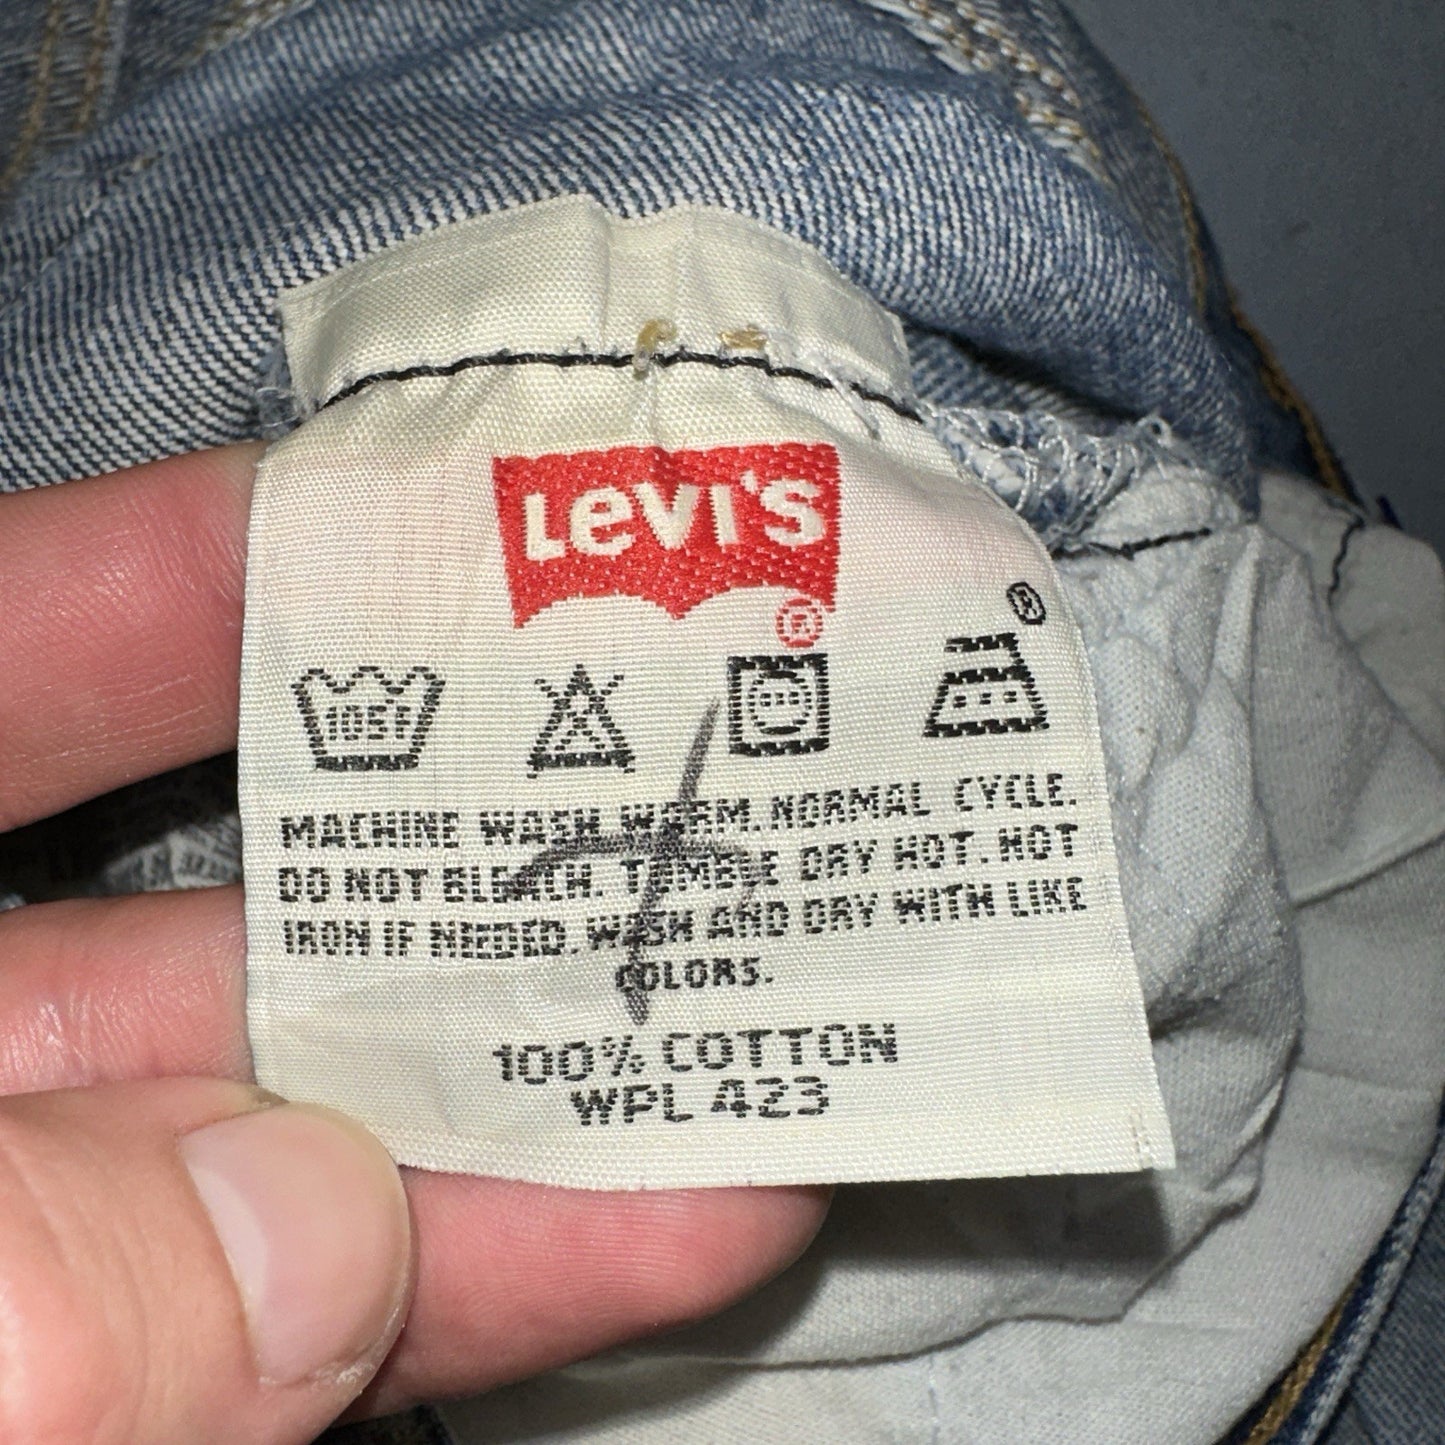 LEVI'S
®
®
105F
MACHINE WASH WARM. NORMAL CYCLE.
DO NOT BLEACH. TUMBLE DRY HOT. HOT
IRON IF NEEDED. WASH AND DRY WITH LIKE
COLORS.
100% COTTON
WPL 423